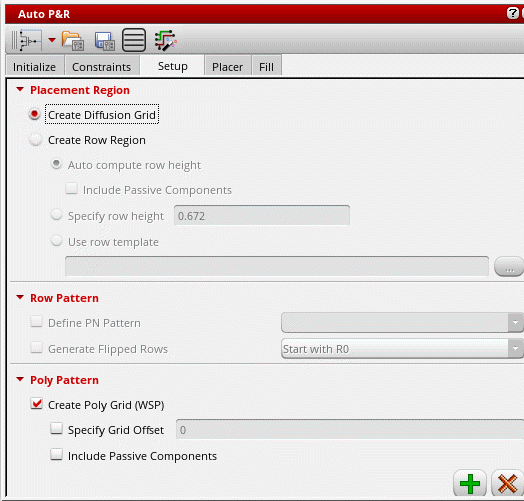 Auto P&R
?
Initialize Constraints Setup Placer Fill
Placement Region
Create Diffusion Grid
Create Row Region
Auto compute row height
Include Passive Components
Specify row height 0.672
Use row template
...
Row Pattern
Define PN Pattern
Generate Flipped Rows Start with R0
Poly Pattern
Create Poly Grid (WSP)
Specify Grid Offset 0
Include Passive Components